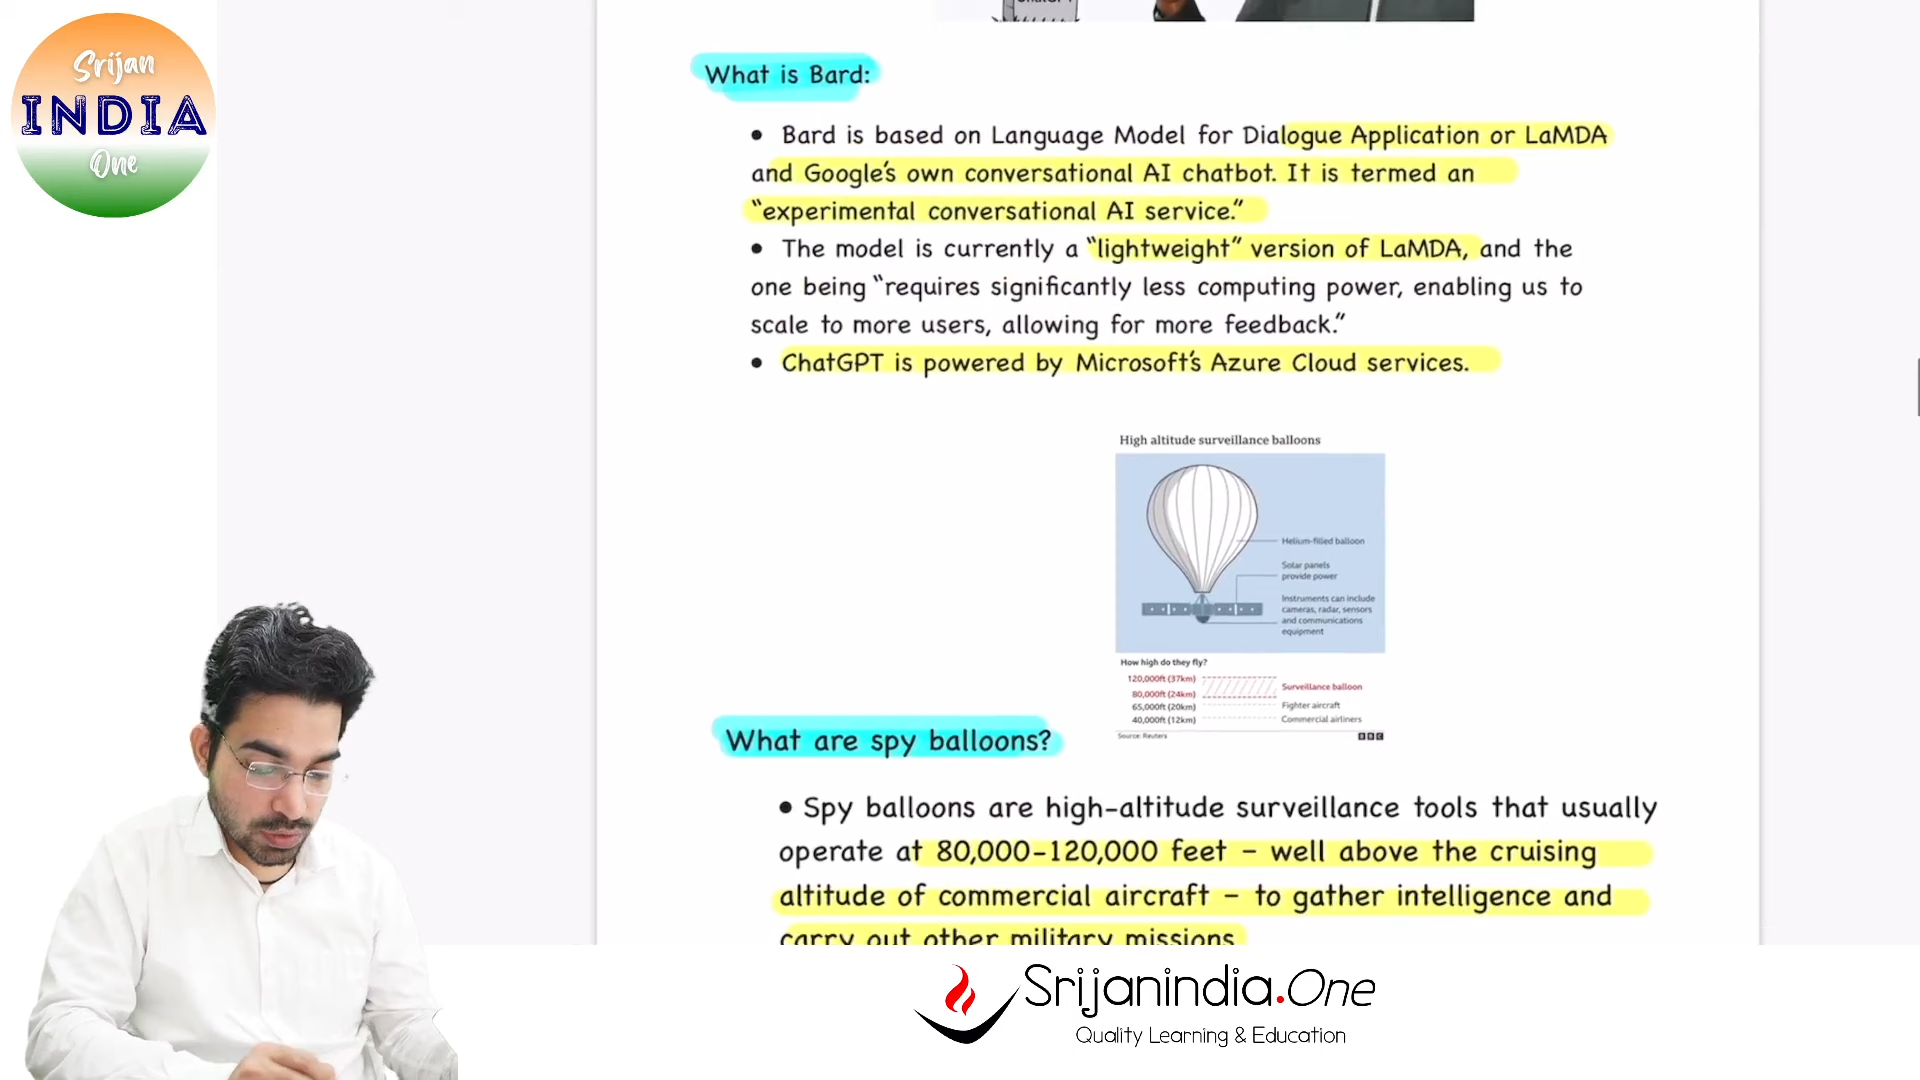 Srijan
INDIA
One
What is Bard:
• Bard is based on Language Model for Dialogue Application or LaMDA
and Google's own conversational AI chatbot. It is termed an
“experimental conversational AI service.”
• The model is currently a “lightweight” version of LaMDA, and the
one being “requires significantly less computing power, enabling us to
scale to more users, allowing for more feedback.”
• ChatGPT is powered by Microsoft's Azure Cloud services.
High altitude surveillance balloons
Helium-filled balloon
Solar panels
provide power
Instruments can include
cameras, radar, sensors
and communications
equipment
How high do they fly?
120,000ft (37km)
80,000ft (24km)
Surveillance balloon
65,000ft (20km) Fighter aircraft
40,000ft (12km) Commercial airliners
Source: Reuters
BBC
What are spy balloons?
• Spy balloons are high-altitude surveillance tools that usually
operate at 80,000-120,000 feet – well above the cruising
altitude of commercial aircraft – to gather intelligence and
carry out other military missions
Srijanindia.One
Quality Learning & Education